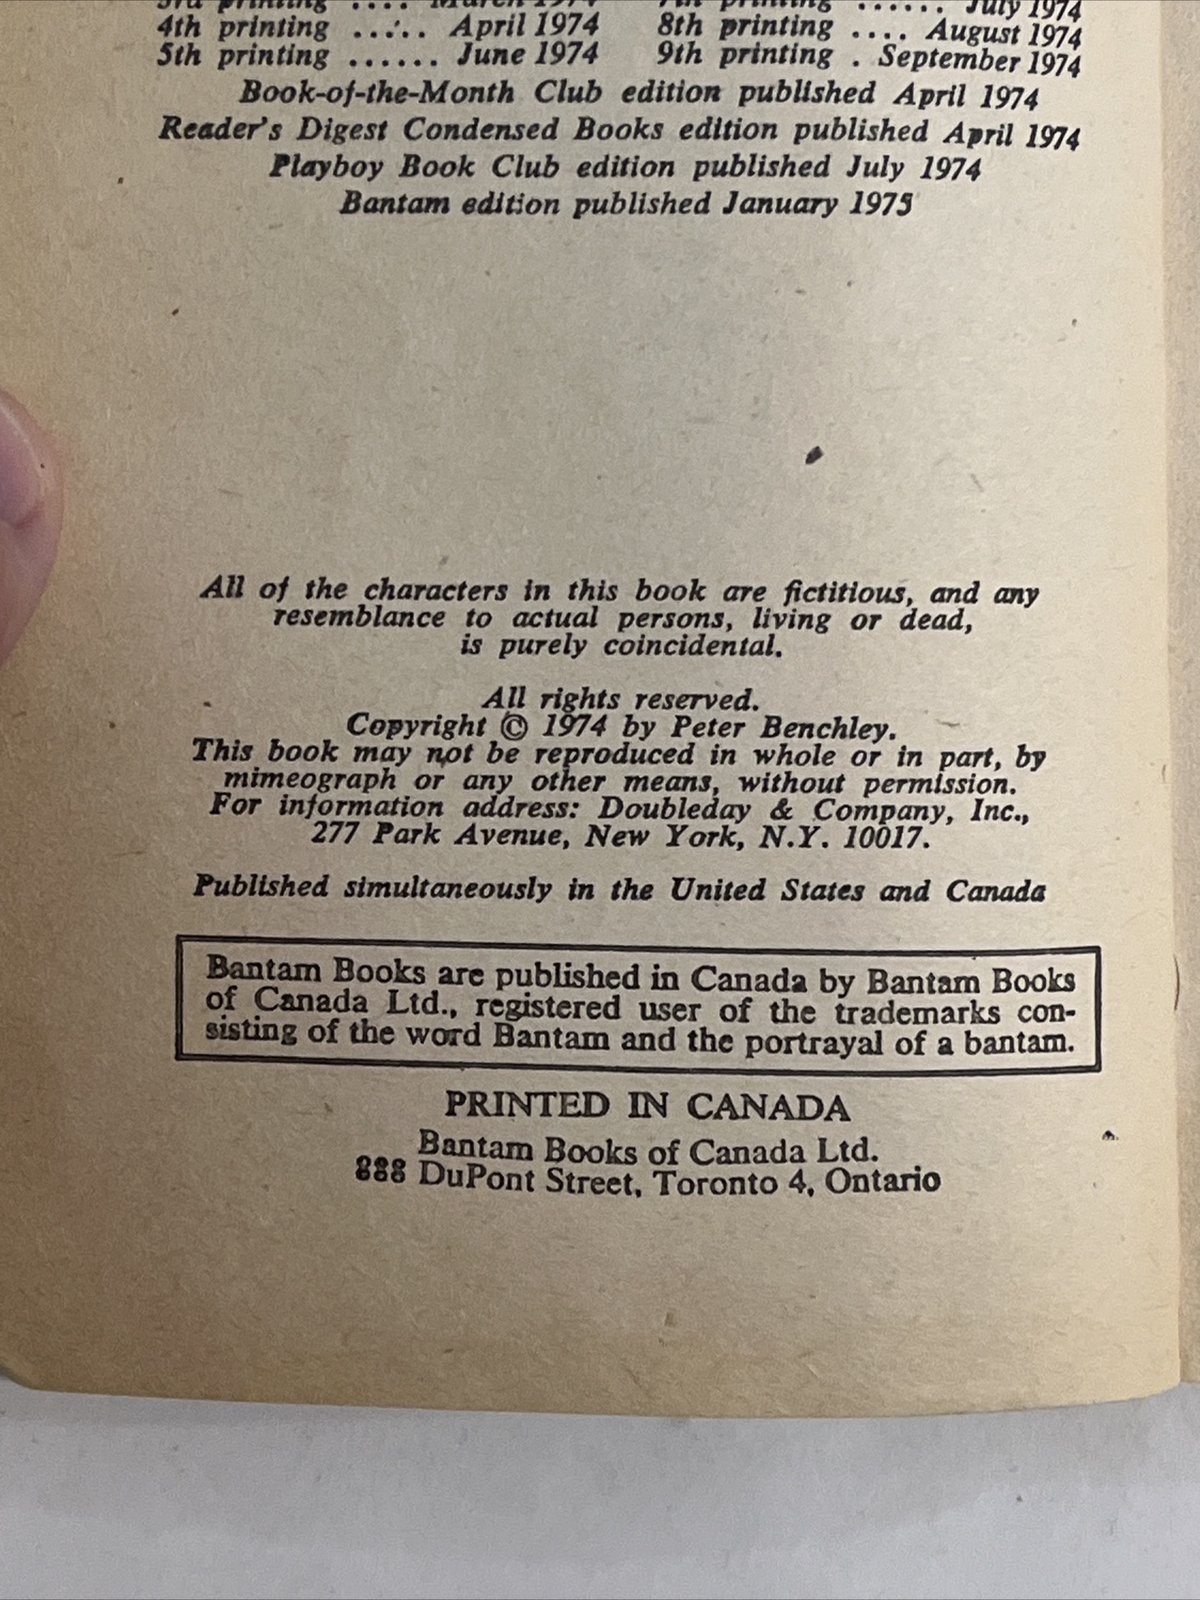 3rd printing .... March 1974 7th printing ...... July 1974
4th printing ..... April 1974 8th printing .... August 1974
5th printing ...... June 1974 9th printing . September 1974
Book-of-the-Month Club edition published April 1974
Reader's Digest Condensed Books edition published April 1974
Playboy Book Club edition published July 1974
Bantam edition published January 1975
All of the characters in this book are fictitious, and any
resemblance to actual persons, living or dead,
is purely coincidental.
All rights reserved.
Copyright © 1974 by Peter Benchley.
This book may not be reproduced in whole or in part, by
mimeograph or any other means, without permission.
For information address: Doubleday & Company, Inc.,
277 Park Avenue, New York, N.Y. 10017.
Published simultaneously in the United States and Canada
Bantam Books are published in Canada by Bantam Books
of Canada Ltd., registered user of the trademarks con-
sisting of the word Bantam and the portrayal of a bantam.
PRINTED IN CANADA
Bantam Books of Canada Ltd.
888 DuPont Street, Toronto 4, Ontario